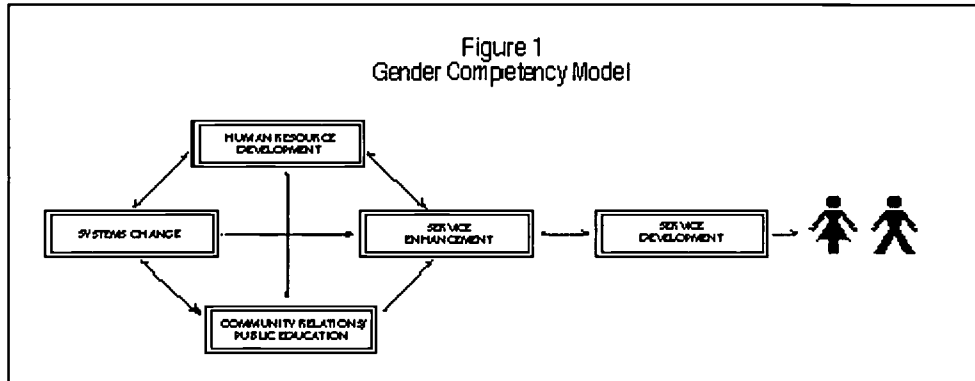 Figure 1
Gender Competency Model
HUMAN RESOURCE
DEVELOPMENT
SYSTEMS CHANGE
SERVICE
ENHANCEMENT
SERVICE
DEVELOPMENT
COMMUNITY RELATIONS/
PUBLIC EDUCATION